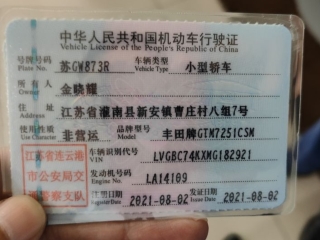 中华人民共和国机动车行驶证
Vehicle License of the People's Republic of China
号牌号码 苏GW873R 车辆类型 小型轿车
Plate No. Vehicle Type
所有人 金晓耀
Owner
住址 江苏省灌南县新安镇曹庄村八组7号
Address
使用性质 非营运 品牌型号 丰田牌GTM7251CSM
Use Character Model
江苏省连云港 车辆识别代号 LVGBC74KXMG182921
VIN
市公安局交 发动机号码 LA14109
Engine No.
通警察支队 注册日期 2021-08-02 发证日期 2021-08-02
Register Date Issue Date